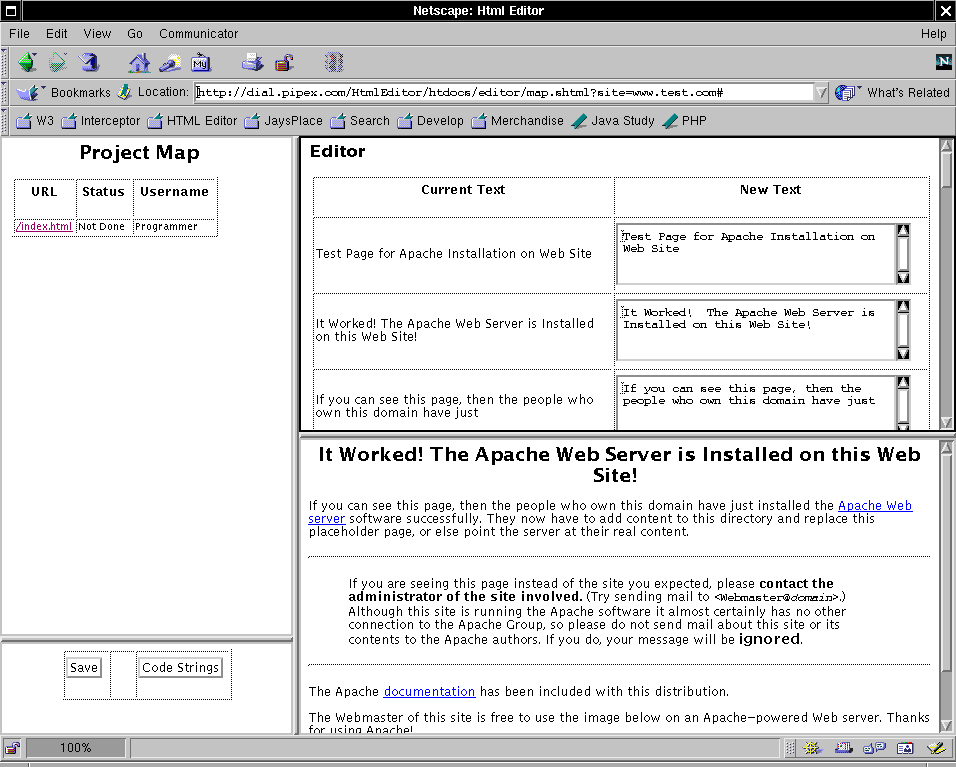 Netscape: Html Editor
File Edit View Go Communicator Help
My N
Bookmarks Location: http://dial.pipex.com/HtmlEditor/htdocs/editor/map.shtml?site=www.test.com# What's Related
W3 Interceptor HTML Editor JaysPlace Search Develop Merchandise Java Study PHP
Project Map
URL Status Username
/index.html Not Done Programmer
Save Code Strings
Editor
Current Text New Text
Test Page for Apache Installation on Web Site
Test Page for Apache Installation on
Web Site
It Worked! The Apache Web Server is Installed
on this Web Site!
It Worked!  The Apache Web Server is
Installed on this Web Site!
If you can see this page, then the people who
own this domain have just
If you can see this page, then the
people who own this domain have just
It Worked! The Apache Web Server is Installed on this Web
Site!
If you can see this page, then the people who own this domain have just installed the Apache Web
server software successfully. They now have to add content to this directory and replace this
placeholder page, or else point the server at their real content.
If you are seeing this page instead of the site you expected, please contact the
administrator of the site involved. (Try sending mail to <Webmaster@domain>.)
Although this site is running the Apache software it almost certainly has no other
connection to the Apache Group, so please do not send mail about this site or its
contents to the Apache authors. If you do, your message will be ignored.
The Apache documentation has been included with this distribution.
The Webmaster of this site is free to use the image below on an Apache-powered Web server. Thanks
for using Apache!
100%